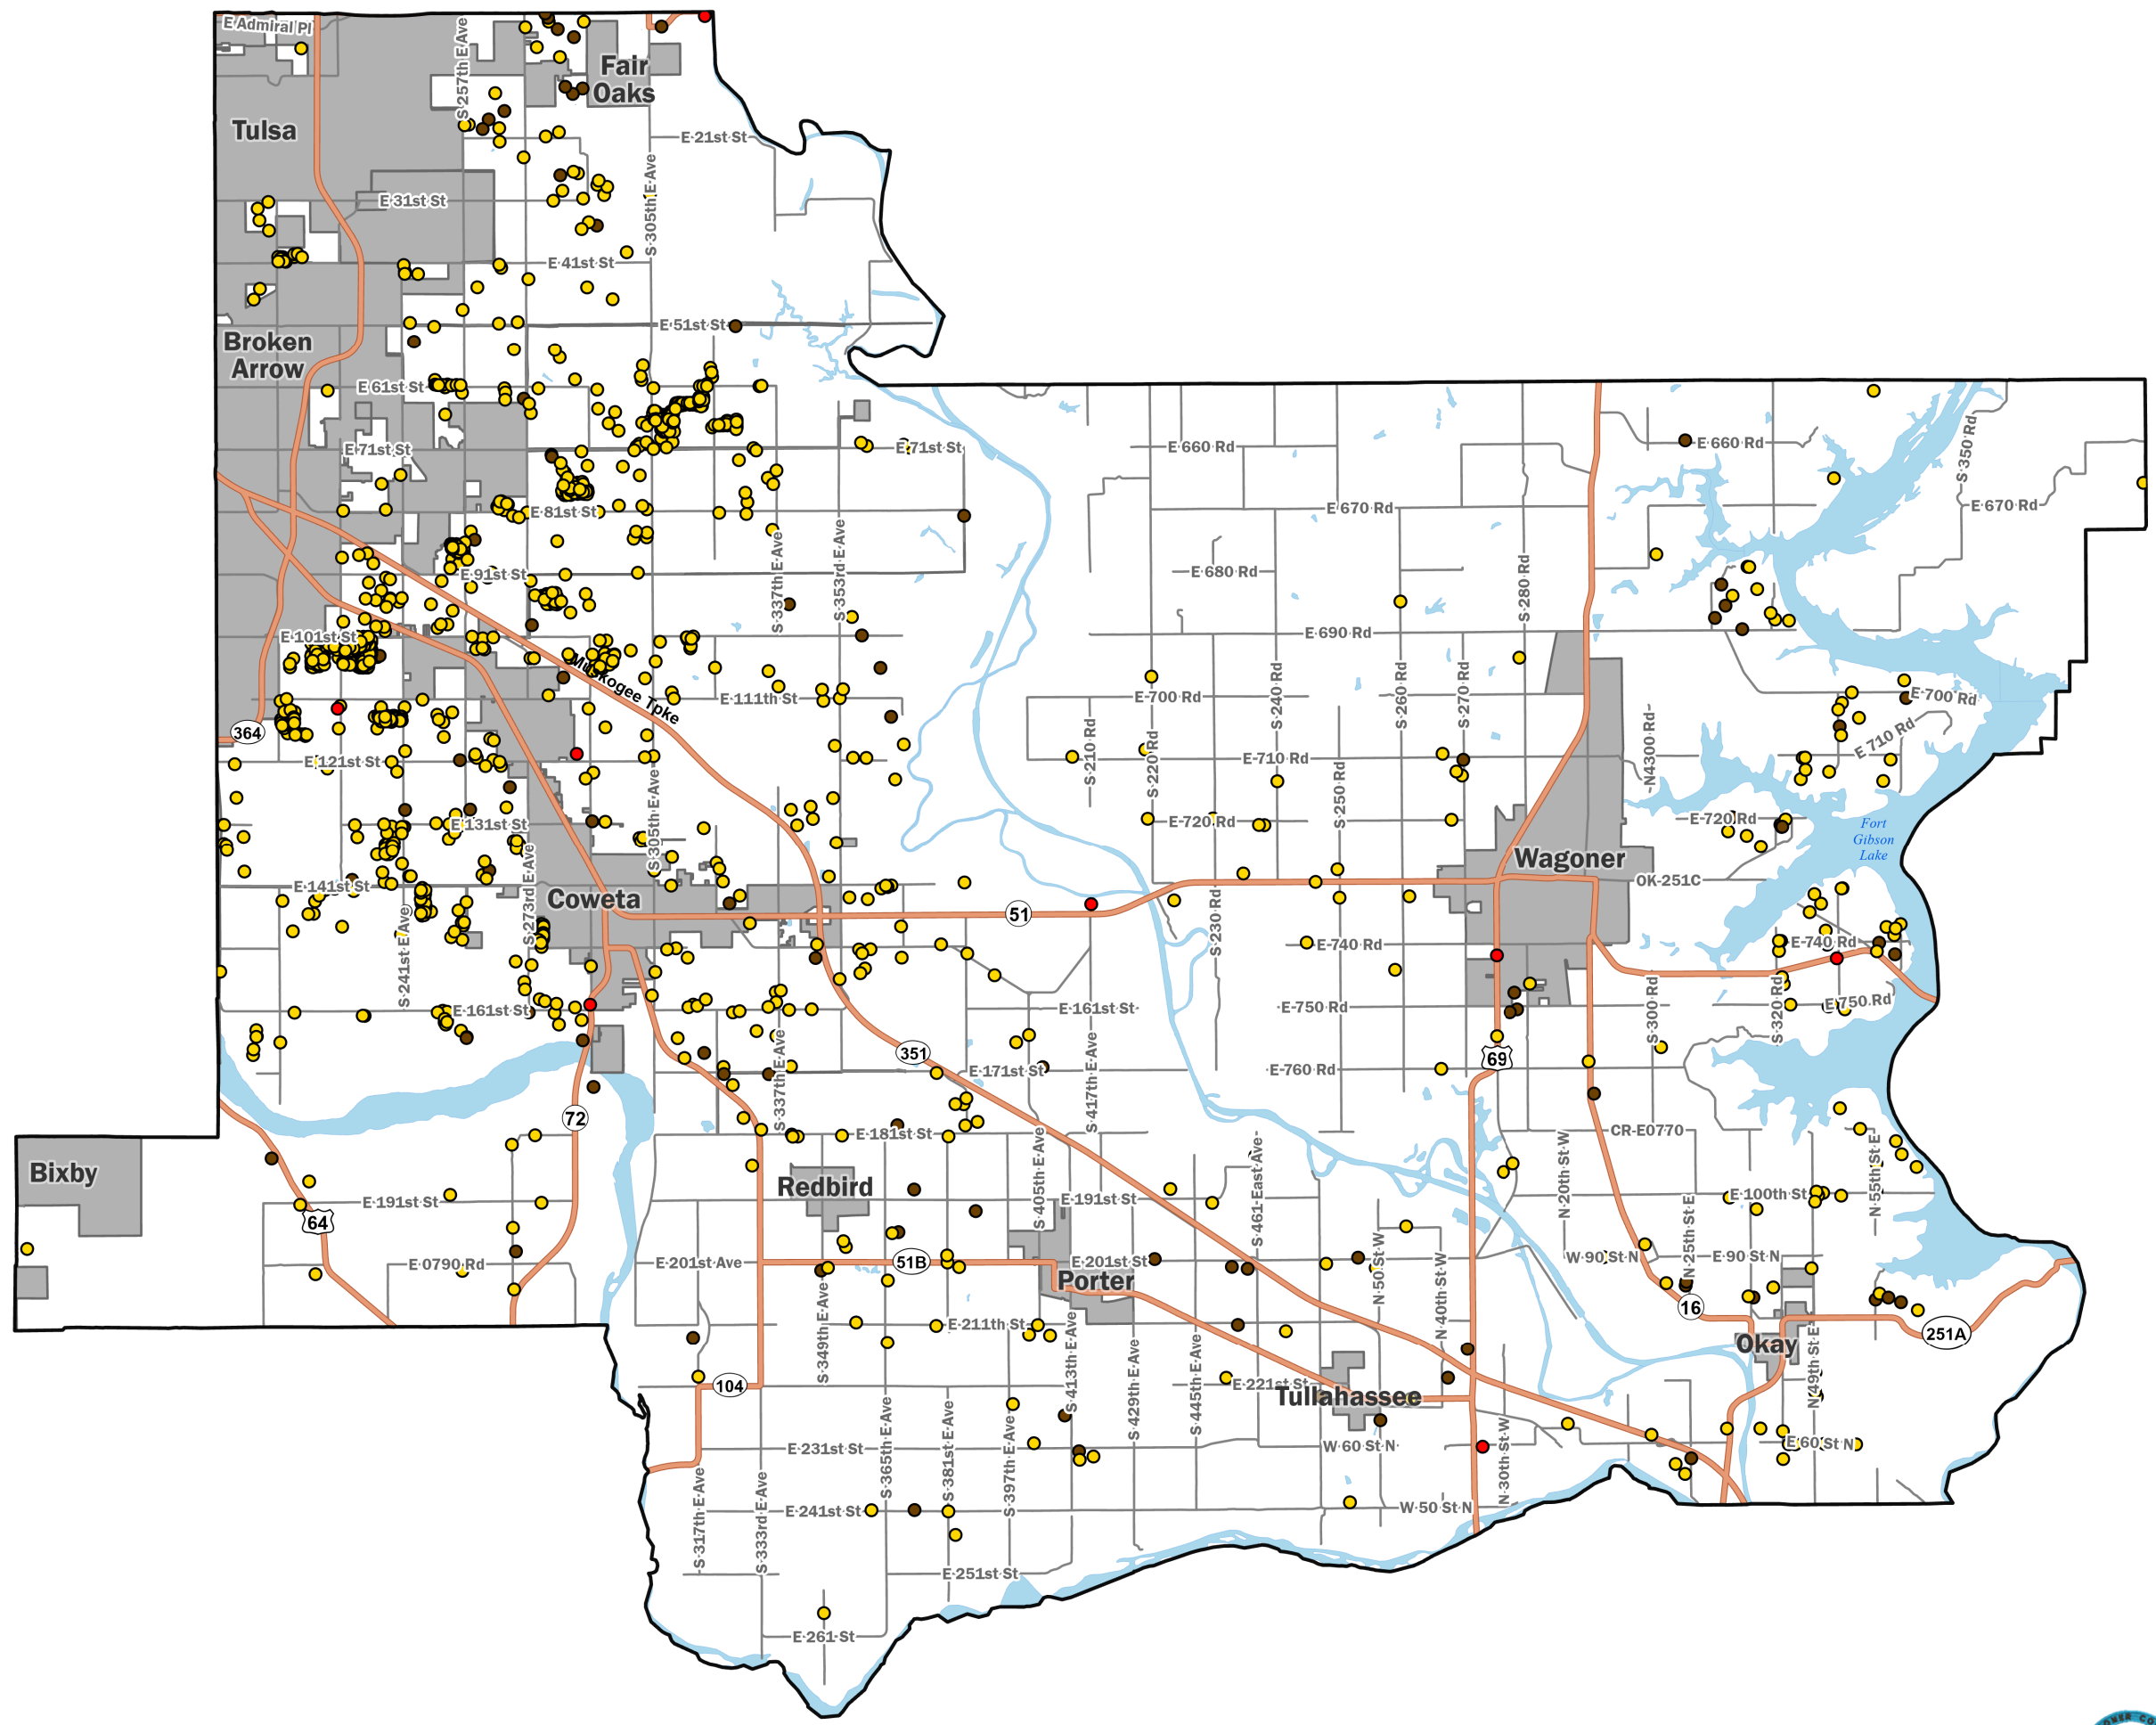 E Admiral Pl
S 257th E Ave
Fair
Oaks
Tulsa
E 21st St
E 31st St
S 305th E Ave
E 41st St
E 51st St
Broken
Arrow
E 61st St
E 71st St
E 71st St
E 660 Rd
E 660 Rd
S 350 Rd
E 81st St
E 670 Rd
E 670 Rd
S 337th E Ave
S 353rd E Ave
E 91st St
E 680 Rd
S 280 Rd
E 101st St
E 690 Rd
Muskogee Tpke
E 111th St
E 700 Rd
S 240 Rd
S 260 Rd
S 270 Rd
E 700 Rd
364
S 210 Rd
S 220 Rd
E 710 Rd
N4300 Rd
E 710 Rd
E 121st St
S 250 Rd
S 305th E Ave
E 131st St
E 720 Rd
E 720 Rd
Fort
Gibson
Lake
S 273rd E Ave
Wagoner
E 141st St
Coweta
OK 251C
51
S 241st E Ave
S 230 Rd
E 740 Rd
E 740 Rd
E 161st St
E 161st St
E 750 Rd
S 300 Rd
S 320 Rd
E 750 Rd
S 337th E Ave
351
S 417th E Ave
E 171st St
E 760 Rd
69
72
E 181st St
CR-E0770
Bixby
Redbird
S 405th E Ave
S 461 East Ave
N 20th St W
N 55th St E
E 191st St
E 191st St
E 100th St
64
E 0790 Rd
E 201st Ave
51B
E 201st St
N 50 St W
N 40th St W
W 90 St N
N 25th St E
E 90 St N
Porter
S 349th E Ave
E 211th St
S 413th E Ave
S 429th E Ave
S 445th E Ave
16
251A
Okay
N 49th St E
104
E 221st St
Tullahassee
S 365th E Ave
S 381st E Ave
S 397th E Ave
E 231st St
W 60 St N
N 30th St W
E 60 St N
S 317th E Ave
S 333rd E Ave
E 241st St
W 50 St N
E 251st St
E 261 St